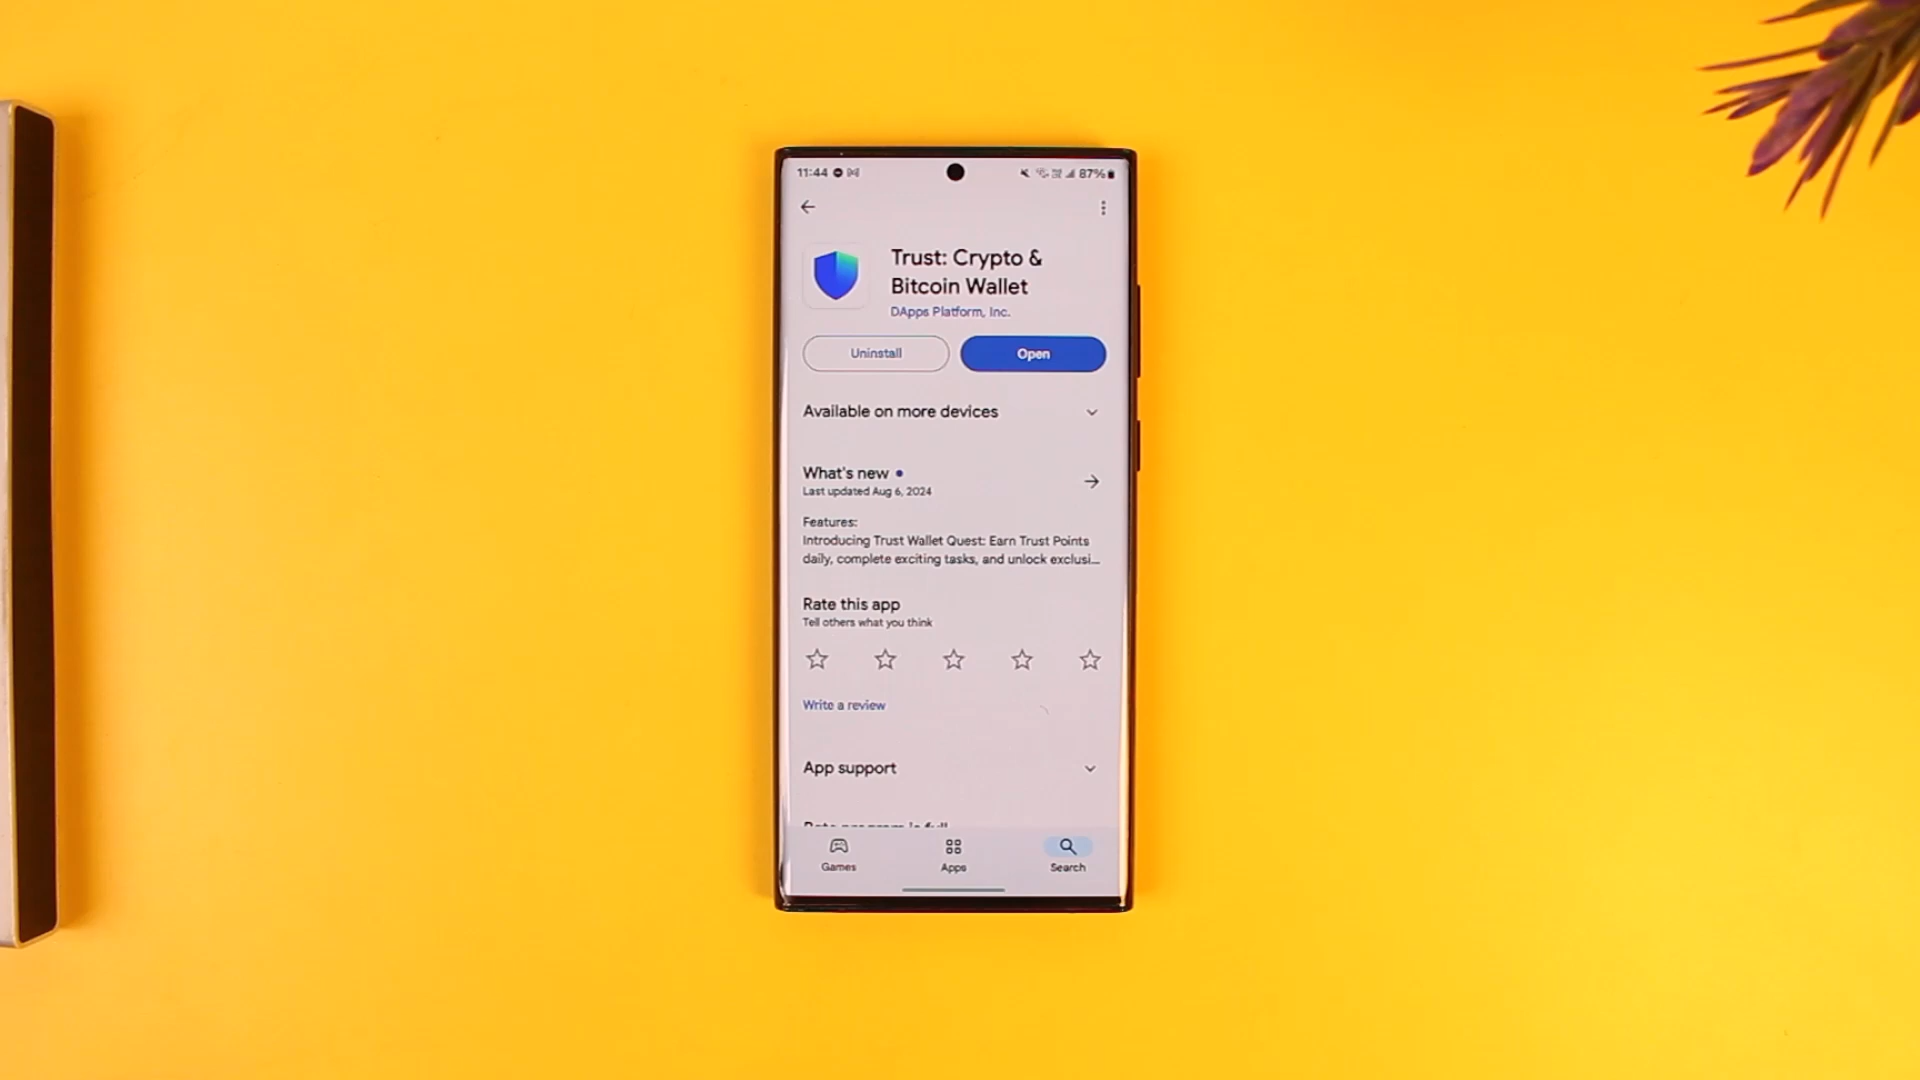 11:44
87%
Trust: Crypto &
Bitcoin Wallet
DApps Platform, Inc.
Uninstall
Open
Available on more devices
What's new
Last updated Aug 6, 2024
Features:
Introducing Trust Wallet Quest: Earn Trust Points
daily, complete exciting tasks, and unlock exclusi...
Rate this app
Tell others what you think
Write a review
App support
Games
Apps
Search